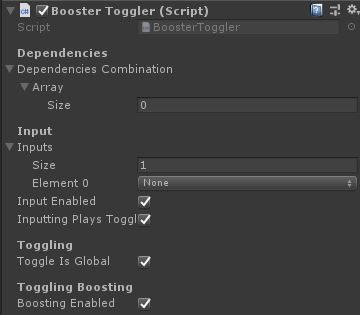 Booster Toggler (Script)
Script BoosterToggler
Dependencies
Dependencies Combination
Array
Size 0
Input
Inputs
Size 1
Element 0 None
Input Enabled
Inputting Plays Toggl
Toggling
Toggle Is Global
Toggling Boosting
Boosting Enabled